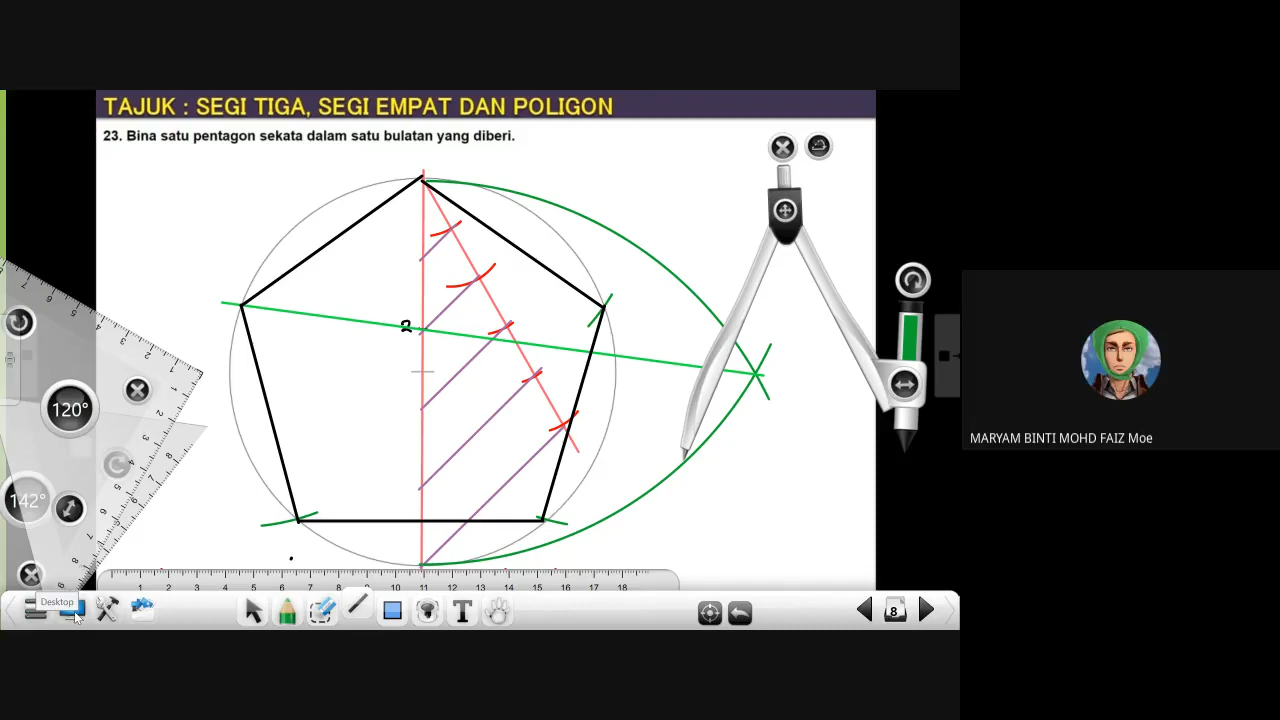 TAJUK : SEGI TIGA, SEGI EMPAT DAN POLIGON
23. Bina satu pentagon sekata dalam satu bulatan yang diberi.
2
120°
142°
MARYAM BINTI MOHD FAIZ Moe
1 2 3 4 5 6 7 8 9 10 11 12 13 14 15 16 17 18
Desktop
T
8